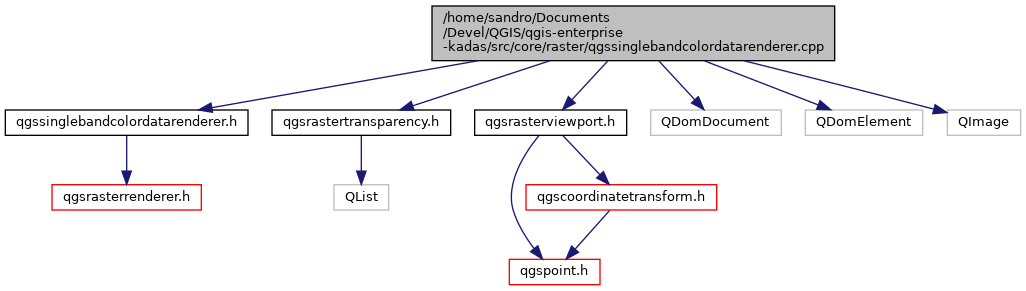 /home/sandro/Documents
/Devel/QGIS/qgis-enterprise
-kadas/src/core/raster/qgssinglebandcolordatarenderer.cpp
qgssinglebandcolordatarenderer.h
qgsrastertransparency.h
qgsrasterviewport.h
QDomDocument
QDomElement
QImage
qgsrasterrenderer.h
QList
qgscoordinatetransform.h
qgspoint.h